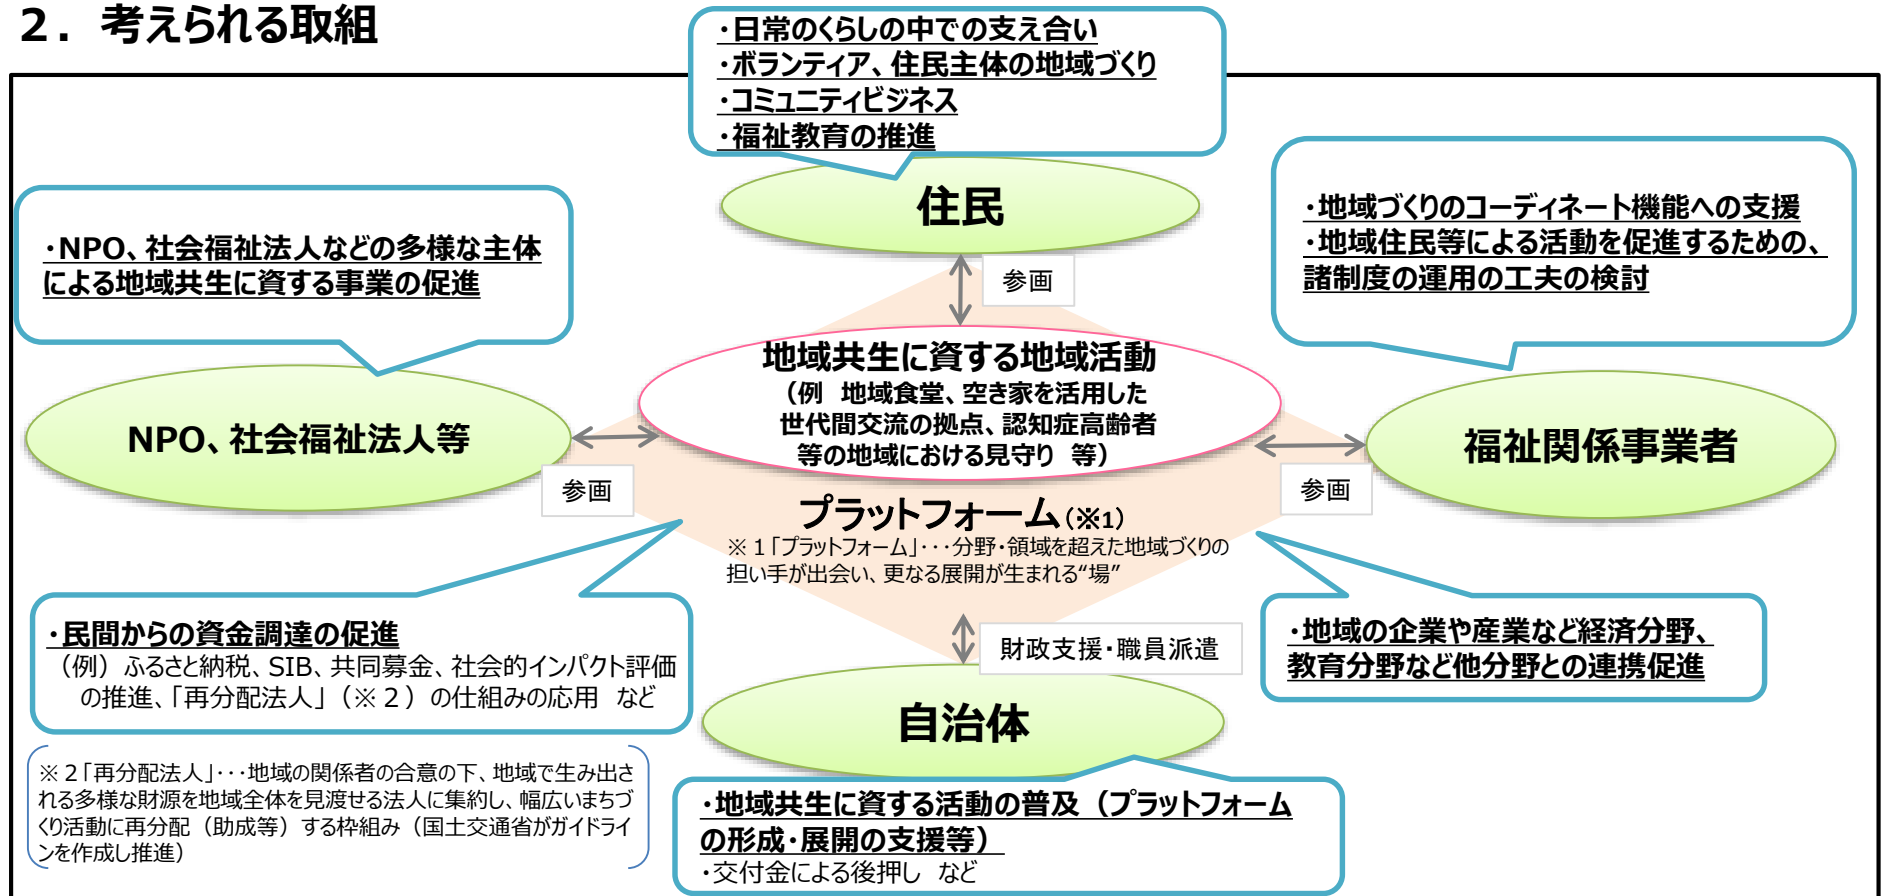 ２．考えられる取組
・日常のくらしの中での支え合い
・ボランティア、住民主体の地域づくり
・コミュニティビジネス
・福祉教育の推進
住民
・NPO、社会福祉法人などの多様な主体
による地域共生に資する事業の促進
・地域づくりのコーディネート機能への支援
・地域住民等による活動を促進するための、
諸制度の運用の工夫の検討
参画
地域共生に資する地域活動
（例　地域食堂、空き家を活用した
世代間交流の拠点、認知症高齢者
等の地域における見守り　等）
NPO、社会福祉法人等
福祉関係事業者
参画
参画
プラットフォーム（※1）
※１「プラットフォーム」･･･分野・領域を超えた地域づくりの
担い手が出会い、更なる展開が生まれる“場”
・民間からの資金調達の促進
（例）ふるさと納税、SIB、共同募金、社会的インパクト評価
の推進、「再分配法人」（※２）の仕組みの応用　など
財政支援・職員派遣
・地域の企業や産業など経済分野、
教育分野など他分野との連携促進
自治体
※２「再分配法人」･･･地域の関係者の合意の下、地域で生み出さ
れる多様な財源を地域全体を見渡せる法人に集約し、幅広いまちづ
くり活動に再分配（助成等）する枠組み（国土交通省がガイドライ
ンを作成し推進）
・地域共生に資する活動の普及（プラットフォーム
の形成・展開の支援等）
・交付金による後押し　など